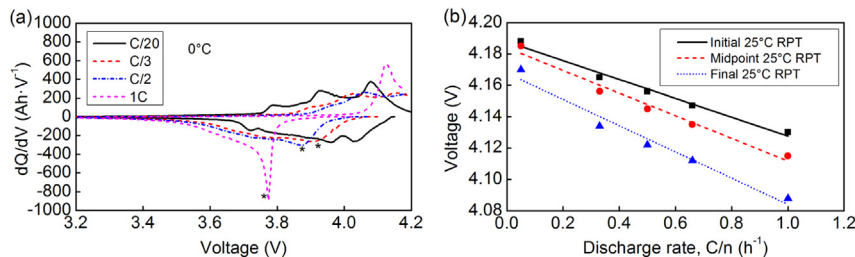 (a)
1000
800
600
400
200
0
-200
-400
-600
-800
-1000
dQ/dV (Ah·V⁻¹)
C/20
C/3
C/2
1C
0°C
*
*
*
3.2 3.4 3.6 3.8 4.0 4.2
Voltage (V)
(b)
4.20
4.18
4.16
4.14
4.12
4.10
4.08
Voltage (V)
Initial 25°C RPT
Midpoint 25°C RPT
Final 25°C RPT
0.0 0.2 0.4 0.6 0.8 1.0 1.2
Discharge rate, C/n (h⁻¹)